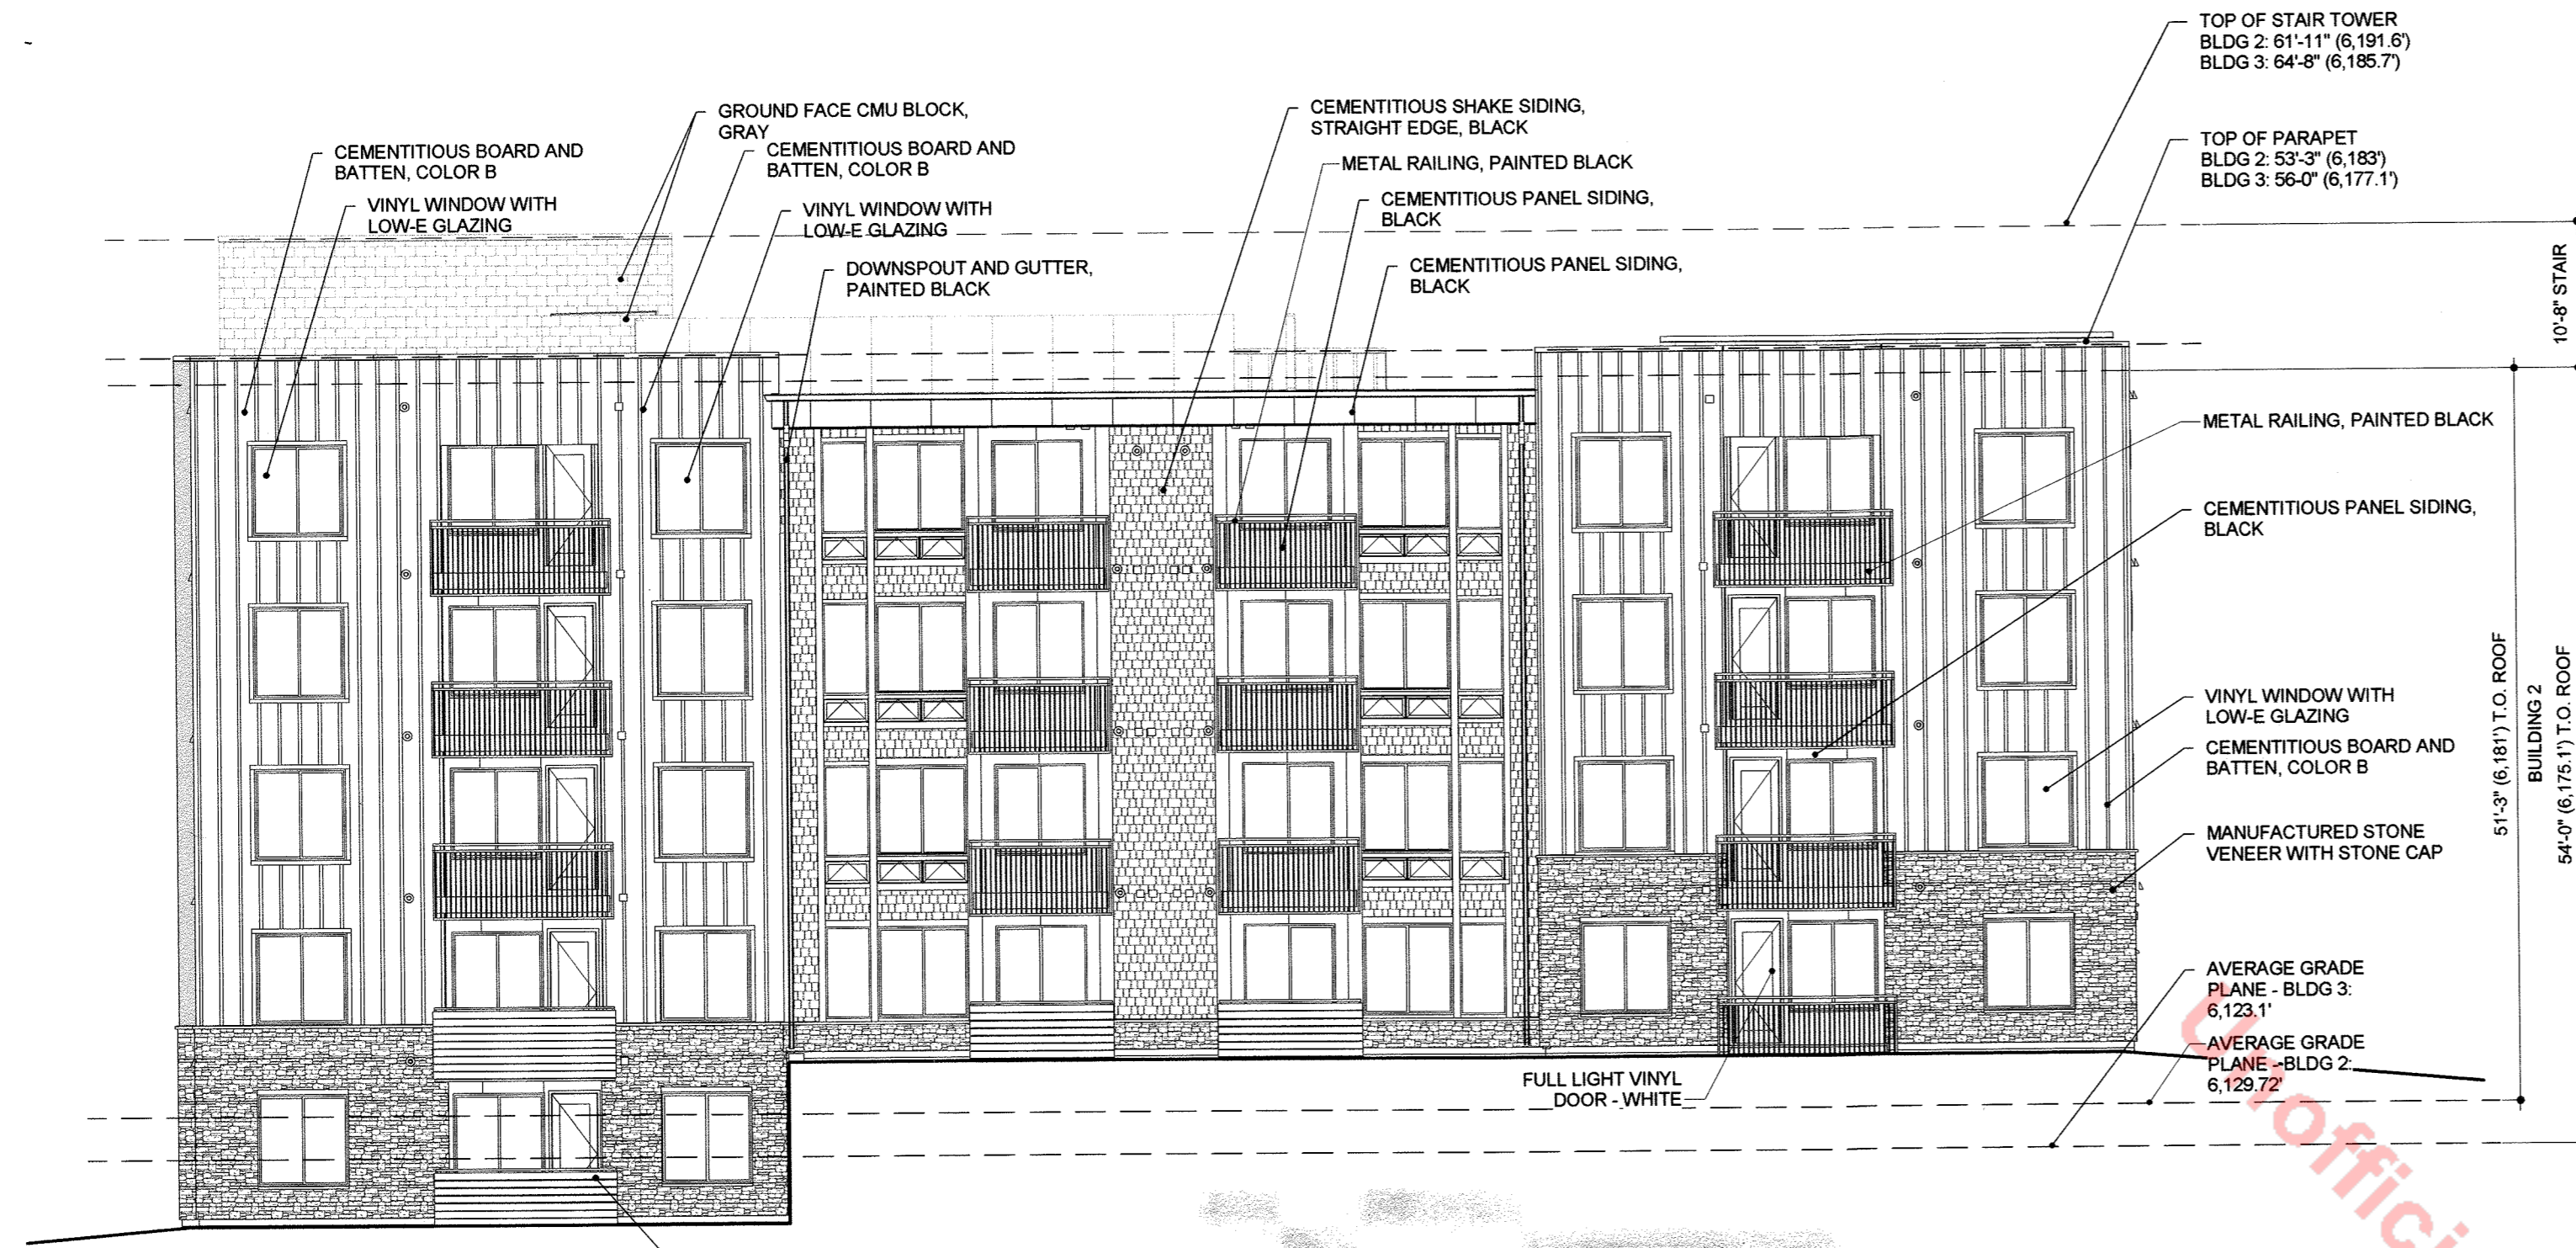 TOP OF STAIR TOWER
BLDG 2: 61'-11" (6,191.6')
BLDG 3: 64'-8" (6,185.7')
GROUND FACE CMU BLOCK,
GRAY
CEMENTITIOUS BOARD AND
BATTEN, COLOR B
VINYL WINDOW WITH
LOW-E GLAZING
CEMENTITIOUS BOARD AND
BATTEN, COLOR B
VINYL WINDOW WITH
LOW-E GLAZING
DOWNSPOUT AND GUTTER,
PAINTED BLACK
CEMENTITIOUS SHAKE SIDING,
STRAIGHT EDGE, BLACK
METAL RAILING, PAINTED BLACK
CEMENTITIOUS PANEL SIDING,
BLACK
CEMENTITIOUS PANEL SIDING,
BLACK
TOP OF PARAPET
BLDG 2: 53'-3" (6,183')
BLDG 3: 56-0" (6,177.1')
10'-8" STAIR
METAL RAILING, PAINTED BLACK
CEMENTITIOUS PANEL SIDING,
BLACK
VINYL WINDOW WITH
LOW-E GLAZING
CEMENTITIOUS BOARD AND
BATTEN, COLOR B
MANUFACTURED STONE
VENEER WITH STONE CAP
51'-3" (6,181') T.O. ROOF
BUILDING 2
54'-0" (6,175.1') T.O. ROOF
AVERAGE GRADE
PLANE - BLDG 3:
6,123.1'
AVERAGE GRADE
PLANE --BLDG 2:
6,129.72'
FULL LIGHT VINYL
DOOR - WHITE
Unoffici